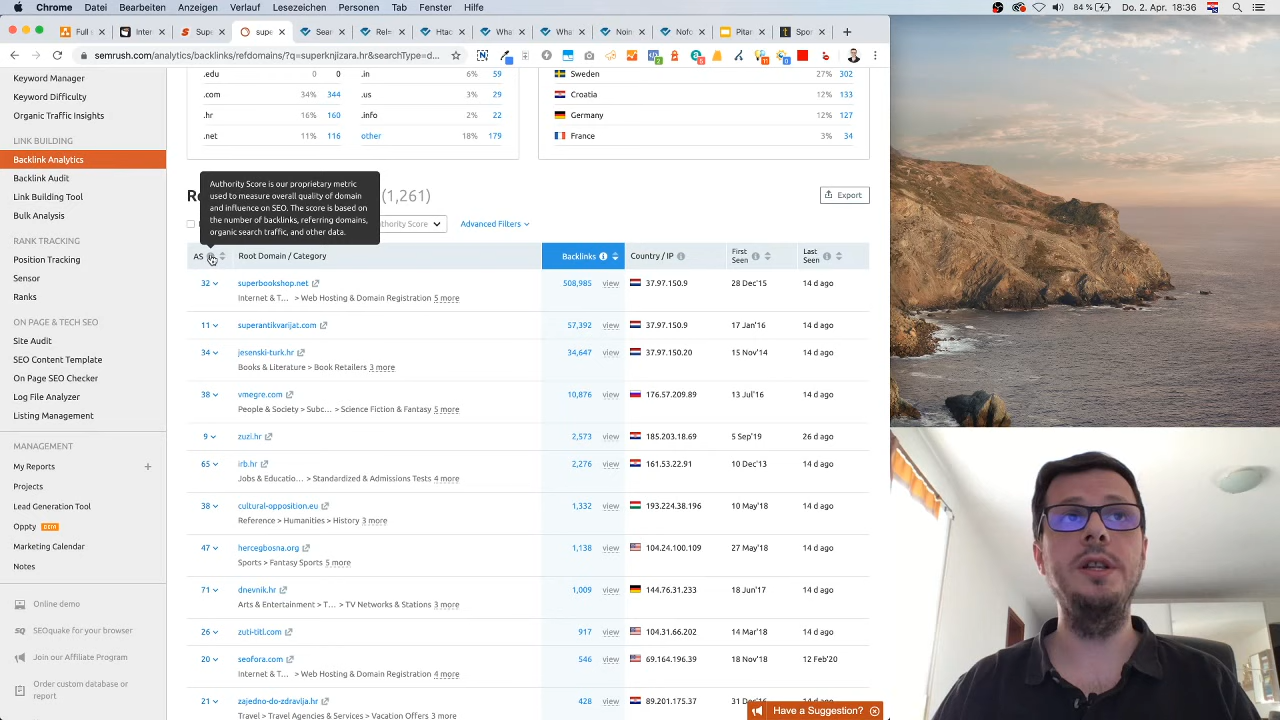 Chrome Datei Bearbeiten Anzeigen Verlauf Lesezeichen Personen Tab Fenster Hilfe
84 % Do. 2. Apr. 18:36
Full
Inter
Supe
supe
Sear
Rel
Htac
Wha
Wha
Noin
Nofo
Pitar
Spo
semrush.com/analytics/backlinks/refdomains/?q=superknjizara.hr&searchType=d...
Keyword Manager
Keyword Difficulty
Organic Traffic Insights
LINK BUILDING
Backlink Analytics
Backlink Audit
Link Building Tool
Bulk Analysis
RANK TRACKING
Position Tracking
Sensor
Ranks
ON PAGE & TECH SEO
Site Audit
SEO Content Template
On Page SEO Checker
Log File Analyzer
Listing Management
MANAGEMENT
My Reports +
Projects
Lead Generation Tool
Oppty BETA
Marketing Calendar
Notes
Online demo
SEOquake for your browser
Join our Affiliate Program
Order custom database or
report
.edu 0 0 .in 6% 59
.com 34% 344 .us 3% 29
.hr 16% 160 .info 2% 22
.net 11% 116 other 18% 179
Sweden 27% 302
Croatia 12% 133
Germany 12% 127
France 3% 34
Authority Score is our proprietary metric
used to measure overall quality of domain
and influence on SEO. The score is based on
the number of backlinks, referring domains,
organic search traffic, and other data.
(1,261)
Export
Authority Score
Advanced Filters
AS Root Domain / Category Backlinks Country / IP First Seen Last Seen
32 superbookshop.net 508,985 view 37.97.150.9 28 Dec'15 14 d ago
Internet & T... > Web Hosting & Domain Registration 5 more
11 superantikvarijat.com 57,392 view 37.97.150.9 17 Jan'16 14 d ago
34 jesenski-turk.hr 34,647 view 37.97.150.20 15 Nov'14 14 d ago
Books & Literature > Book Retailers 3 more
38 vmegre.com 10,876 view 176.57.209.89 13 Jul'16 14 d ago
People & Society > Subc... > Science Fiction & Fantasy 5 more
9 zuzi.hr 2,573 view 185.203.18.69 5 Sep'19 26 d ago
65 irb.hr 2,276 view 161.53.22.91 10 Dec'13 14 d ago
Jobs & Educatio... > Standardized & Admissions Tests 4 more
38 cultural-opposition.eu 1,332 view 193.224.38.196 10 May'18 14 d ago
Reference > Humanities > History 3 more
47 hercegbosna.org 1,138 view 104.24.100.109 27 May'18 14 d ago
Sports > Fantasy Sports 5 more
71 dnevnik.hr 1,009 view 144.76.31.233 18 Jun'17 14 d ago
Arts & Entertainment > T... > TV Networks & Stations 3 more
26 zuti-titl.com 917 view 104.31.66.202 14 Mar'18 14 d ago
20 seofora.com 546 view 69.164.196.39 18 Nov'18 12 Feb'20
Internet & T... > Web Hosting & Domain Registration 4 more
21 zajedno-do-zdravlja.hr 428 view 89.201.175.37
Travel > Travel Agencies & Services > Vacation Offers 3 more
Have a Suggestion?